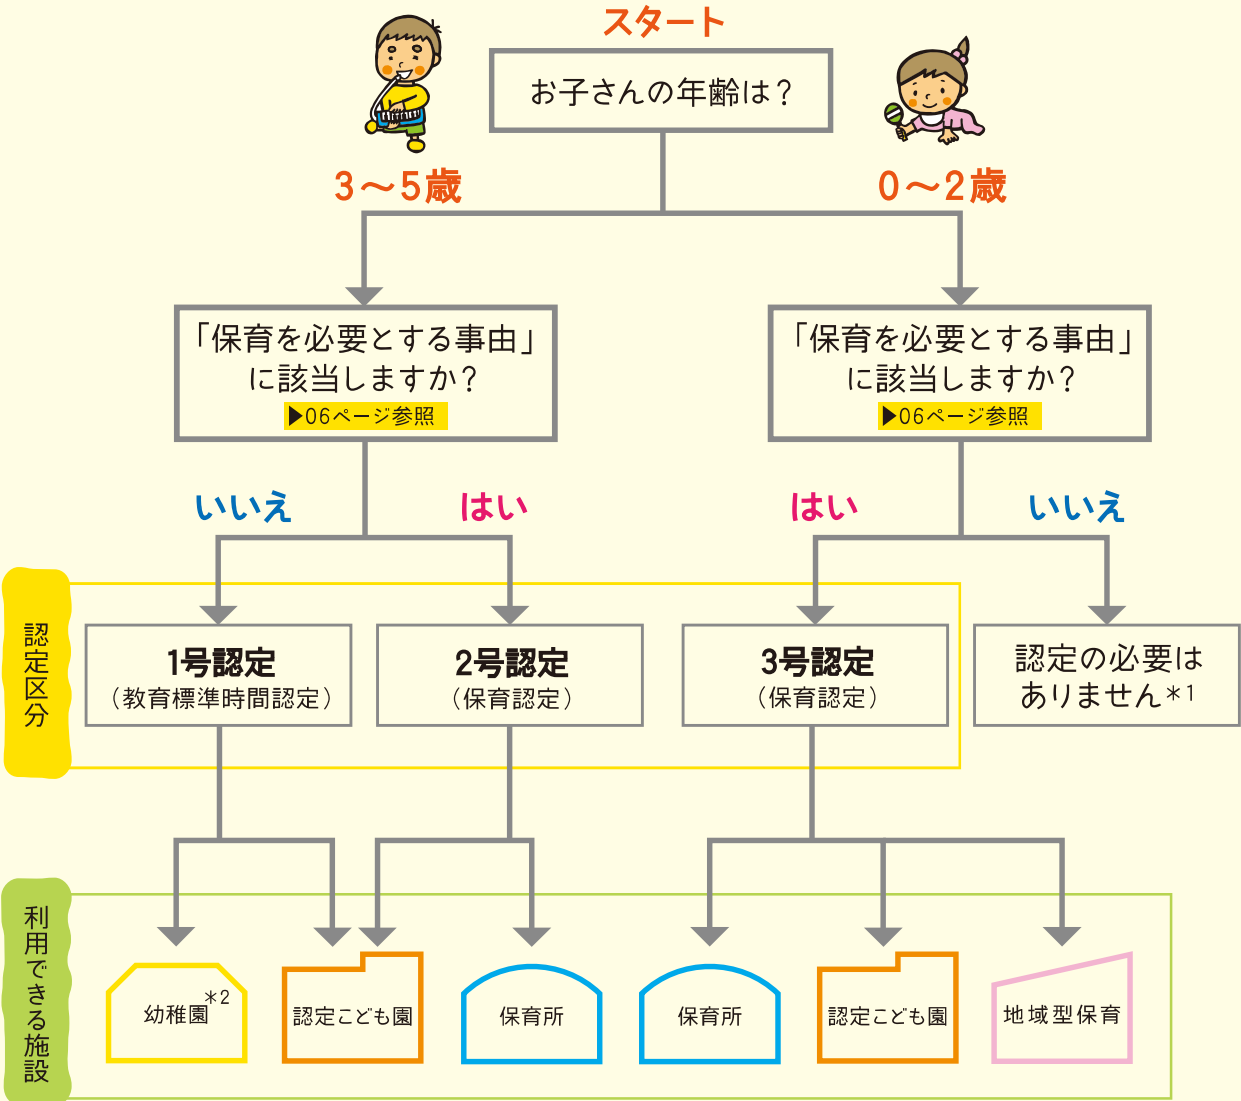 スタート
お子さんの年齢は？
3～5歳
0～2歳
「保育を必要とする事由」
に該当しますか？
▶06ページ参照
「保育を必要とする事由」
に該当しますか？
▶06ページ参照
いいえ
はい
はい
いいえ
認定区分
1号認定
（教育標準時間認定）
2号認定
（保育認定）
3号認定
（保育認定）
認定の必要は
ありません＊1
利用できる施設
幼稚園＊2
認定こども園
保育所
保育所
認定こども園
地域型保育